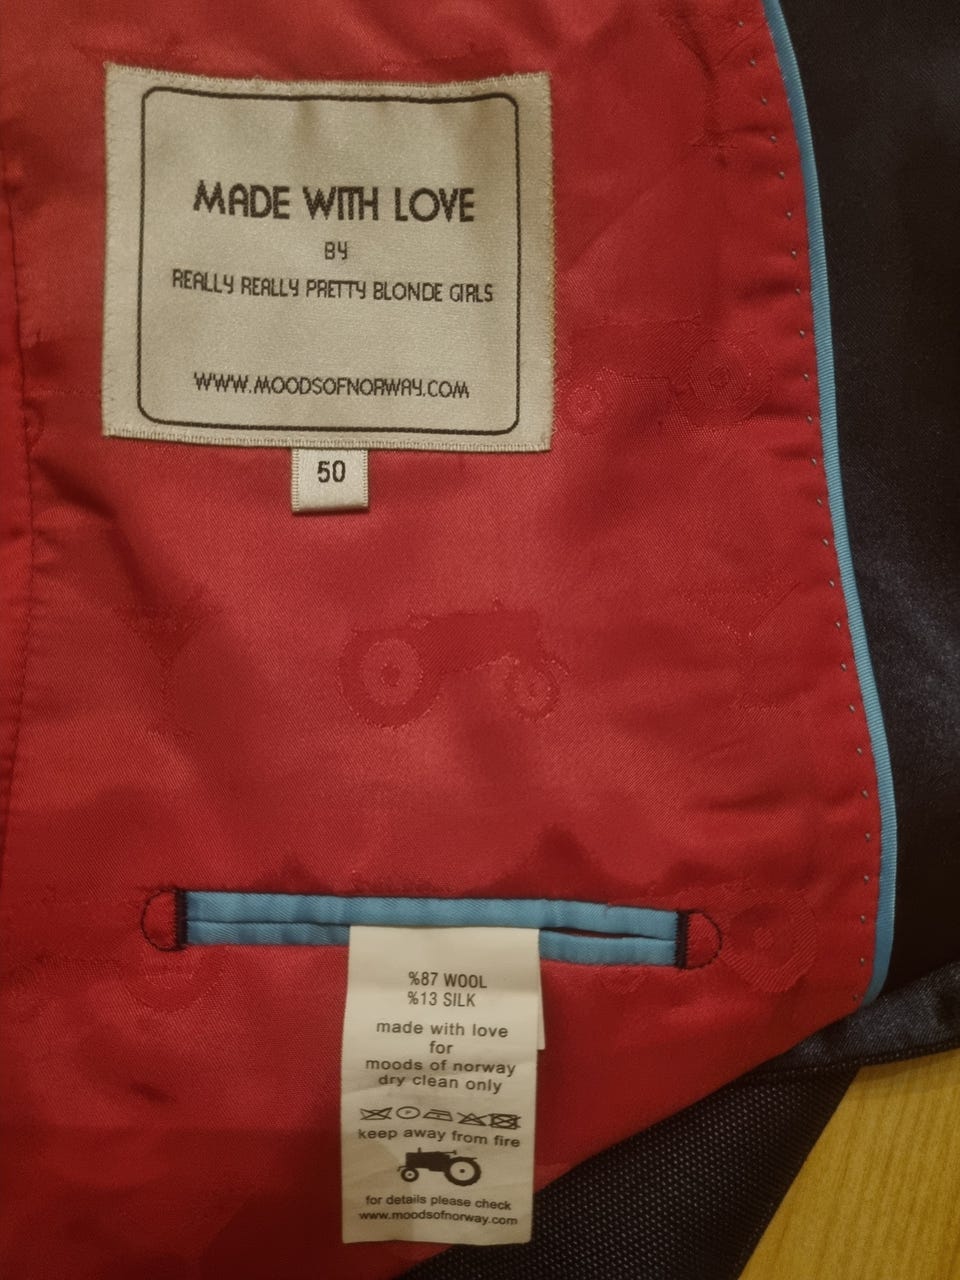 MADE WITH LOVE
BY
REALLY REALLY PRETTY BLONDE GIRLS
WWW.MOODSOFNORWAY.COM
50
%87 WOOL
%13 SILK
made with love
for
moods of norway
dry clean only
keep away from fire
for details please check
www.moodsofnorway.com